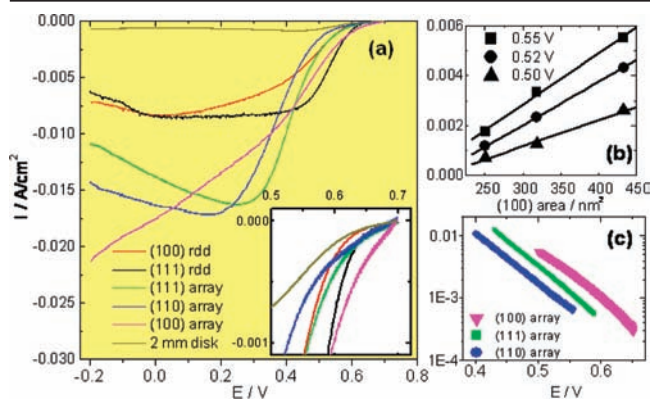 0.000
-0.005
-0.010
-0.015
-0.020
-0.025
-0.030
I / A/cm²
(a)
(100) rdd
(111) rdd
(111) array
(110) array
(100) array
2 mm disk
-0.2 0.0 0.2 0.4 0.6 0.8
E / V
0.5 0.6 0.7
0.000
-0.001
0.006
0.004
0.002
0.000
0.55 V
0.52 V
0.50 V
(b)
250 300 350 400 450
(100) area / nm²
0.01
1E-3
1E-4
(c)
(100) array
(111) array
(110) array
0.4 0.5 0.6
E / V